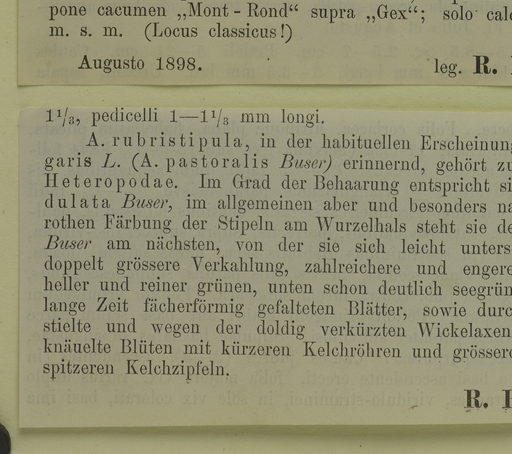 pone cacumen „Mont-Rond“ supra „Gex“; solo calc
m. s. m. (Locus classicus!)
Augusto 1898. leg. R.
1¹/₃, pedicelli 1—1¹/₃ mm longi.
A. rubristipula, in der habituellen Erscheinung
garis L. (A. pastoralis Buser) erinnernd, gehört zu
Heteropodae. Im Grad der Behaarung entspricht si
dulata Buser, im allgemeinen aber und besonders na
rothen Färbung der Stipeln am Wurzelhals steht sie de
Buser am nächsten, von der sie sich leicht unters
doppelt grössere Verkahlung, zahlreichere und engere
heller und reiner grünen, unten schon deutlich seegrün
lange Zeit fächerförmig gefalteten Blätter, sowie durc
stielte und wegen der doldig verkürzten Wickelaxen
knäuelte Blüten mit kürzeren Kelchröhren und grössere
spitzeren Kelchzipfeln.
R.